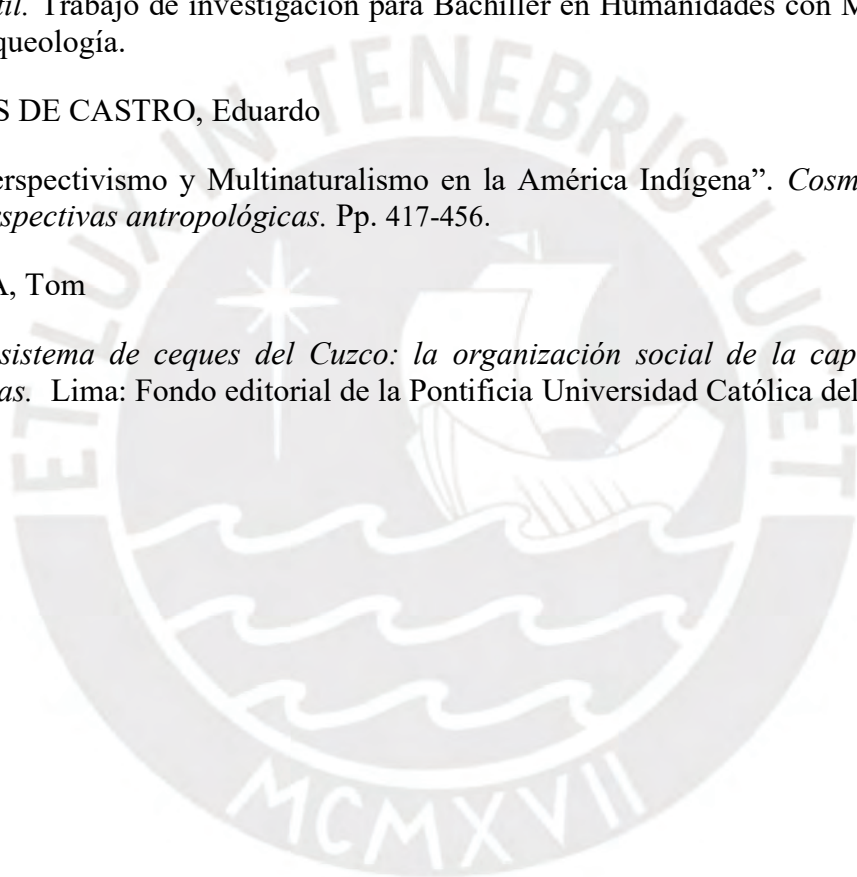 til. Trabajo de investigación para Bachiller en Humanidades con M
queología.
S DE CASTRO, Eduardo
erspectivismo y Multinaturalismo en la América Indígena”. Cosm
spectivas antropológicas. Pp. 417-456.
A, Tom
sistema de ceques del Cuzco: la organización social de la cap
as. Lima: Fondo editorial de la Pontificia Universidad Católica del
ET LUX IN TENEBRIS LUCET
MCMXVII